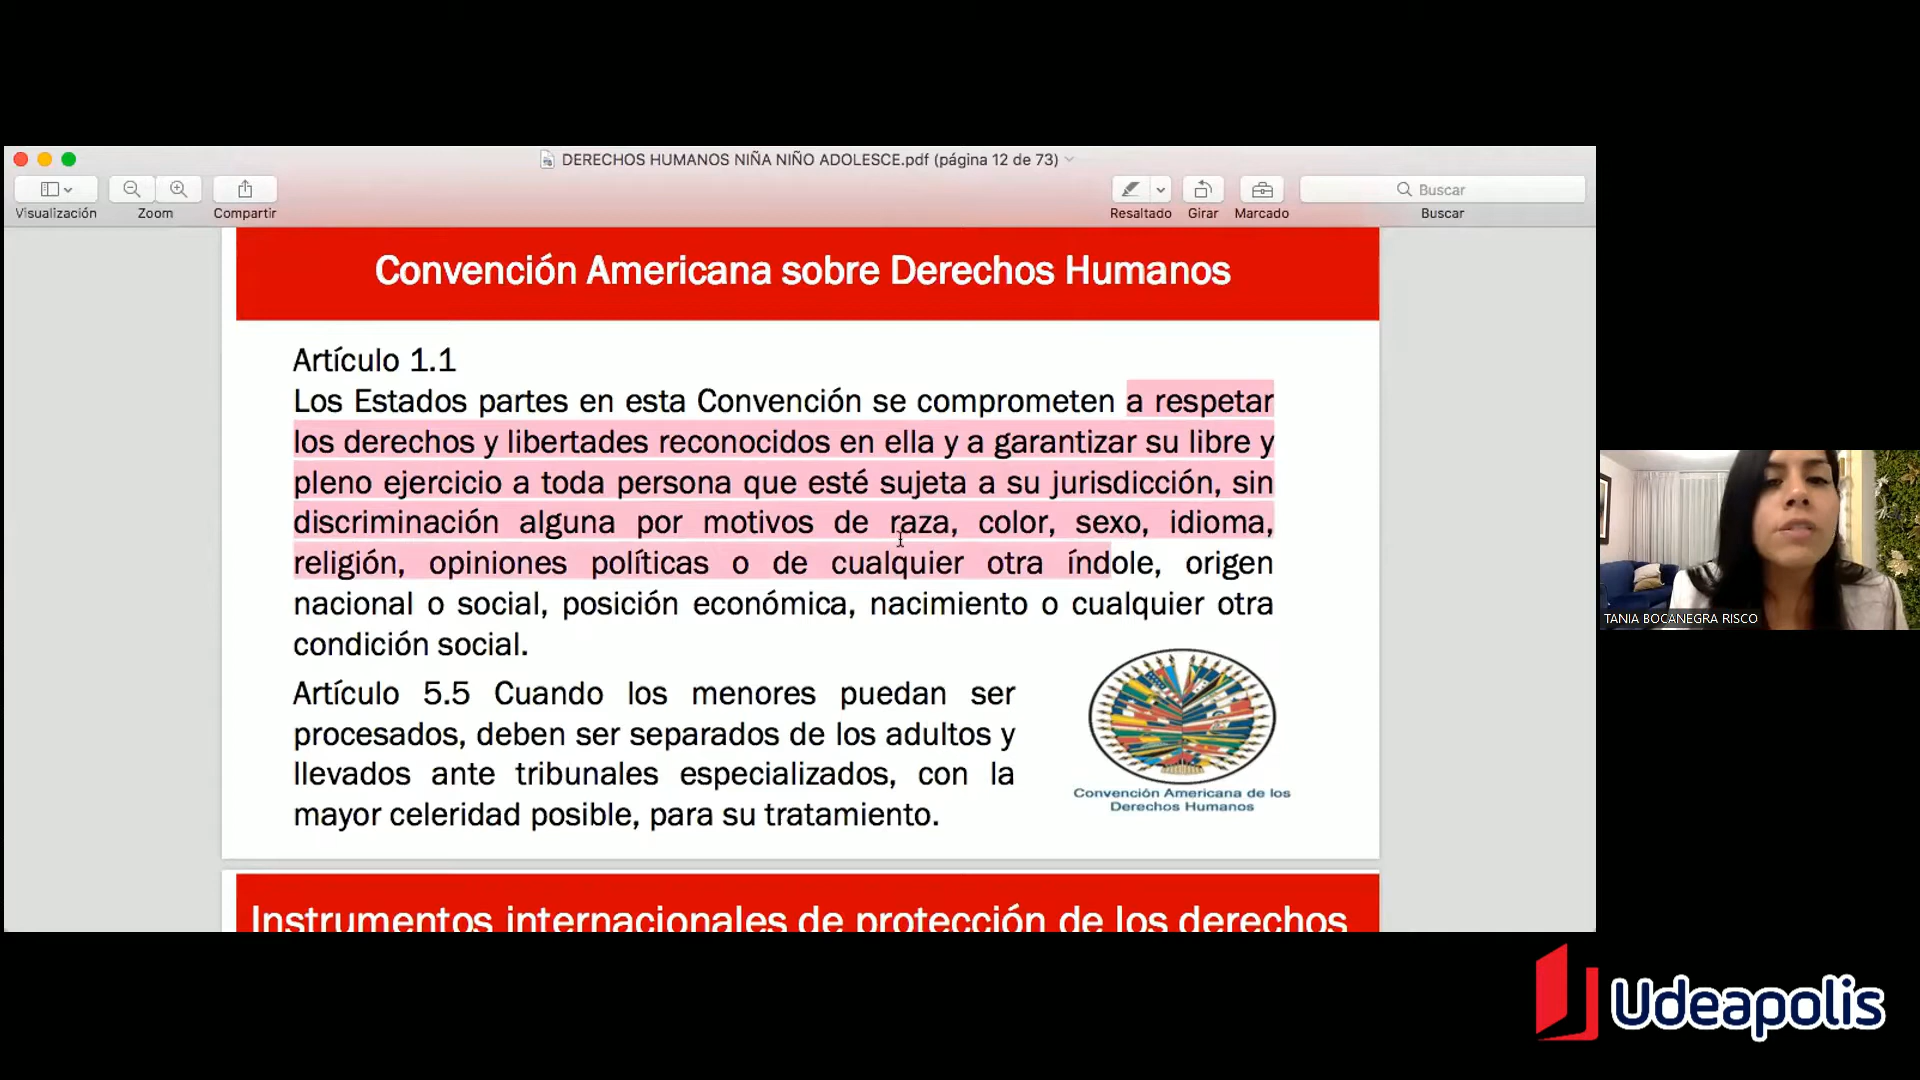 DERECHOS HUMANOS NIÑA NIÑO ADOLESCE.pdf (página 12 de 73)
Visualización
Zoom
Compartir
Resaltado
Girar
Marcado
Buscar
Buscar
Convención Americana sobre Derechos Humanos
Artículo 1.1
Los Estados partes en esta Convención se comprometen a respetar
los derechos y libertades reconocidos en ella y a garantizar su libre y
pleno ejercicio a toda persona que esté sujeta a su jurisdicción, sin
discriminación alguna por motivos de raza, color, sexo, idioma,
religión, opiniones políticas o de cualquier otra índole, origen
nacional o social, posición económica, nacimiento o cualquier otra
condición social.
Artículo 5.5 Cuando los menores puedan ser
procesados, deben ser separados de los adultos y
llevados ante tribunales especializados, con la
mayor celeridad posible, para su tratamiento.
Convención Americana de los
Derechos Humanos
Instrumentos internacionales de protección de los derechos
TANIA BOCANEGRA RISCO
Udeapolis